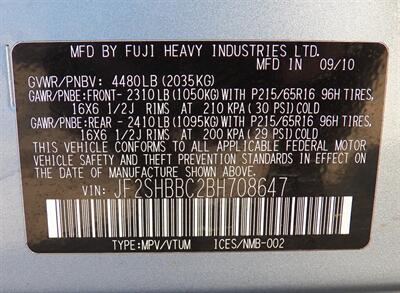 MFD BY FUJI HEAVY INDUSTRIES LTD. IN 09/10
GVWR/PNBV: 4480LB (2035KG)
GAWR/PNBE:FRONT- 2310LB (1050KG)WITH P215/65R16 96H TIRES,
16X6 1/2J RIMS AT 210 KPA (30 PSI)COLD
GAWR/PNBE:REAR - 2410LB (1095KG)WITH P215/65R16 96H TIRES,
16X6 1/2J RIMS AT 200 KPA (29 PSI)COLD
THIS VEHICLE CONFORMS TO ALL APPLICABLE FEDERAL MOTOR
VEHICLE SAFETY AND THEFT PREVENTION STANDARDS IN EFFECT
ON THE DATE OF MANUFACTURE SHOWN ABOVE.
VIN: JF2SHBBC2BH708647
TYPE:MPV/VTUM ICES/NMB-002